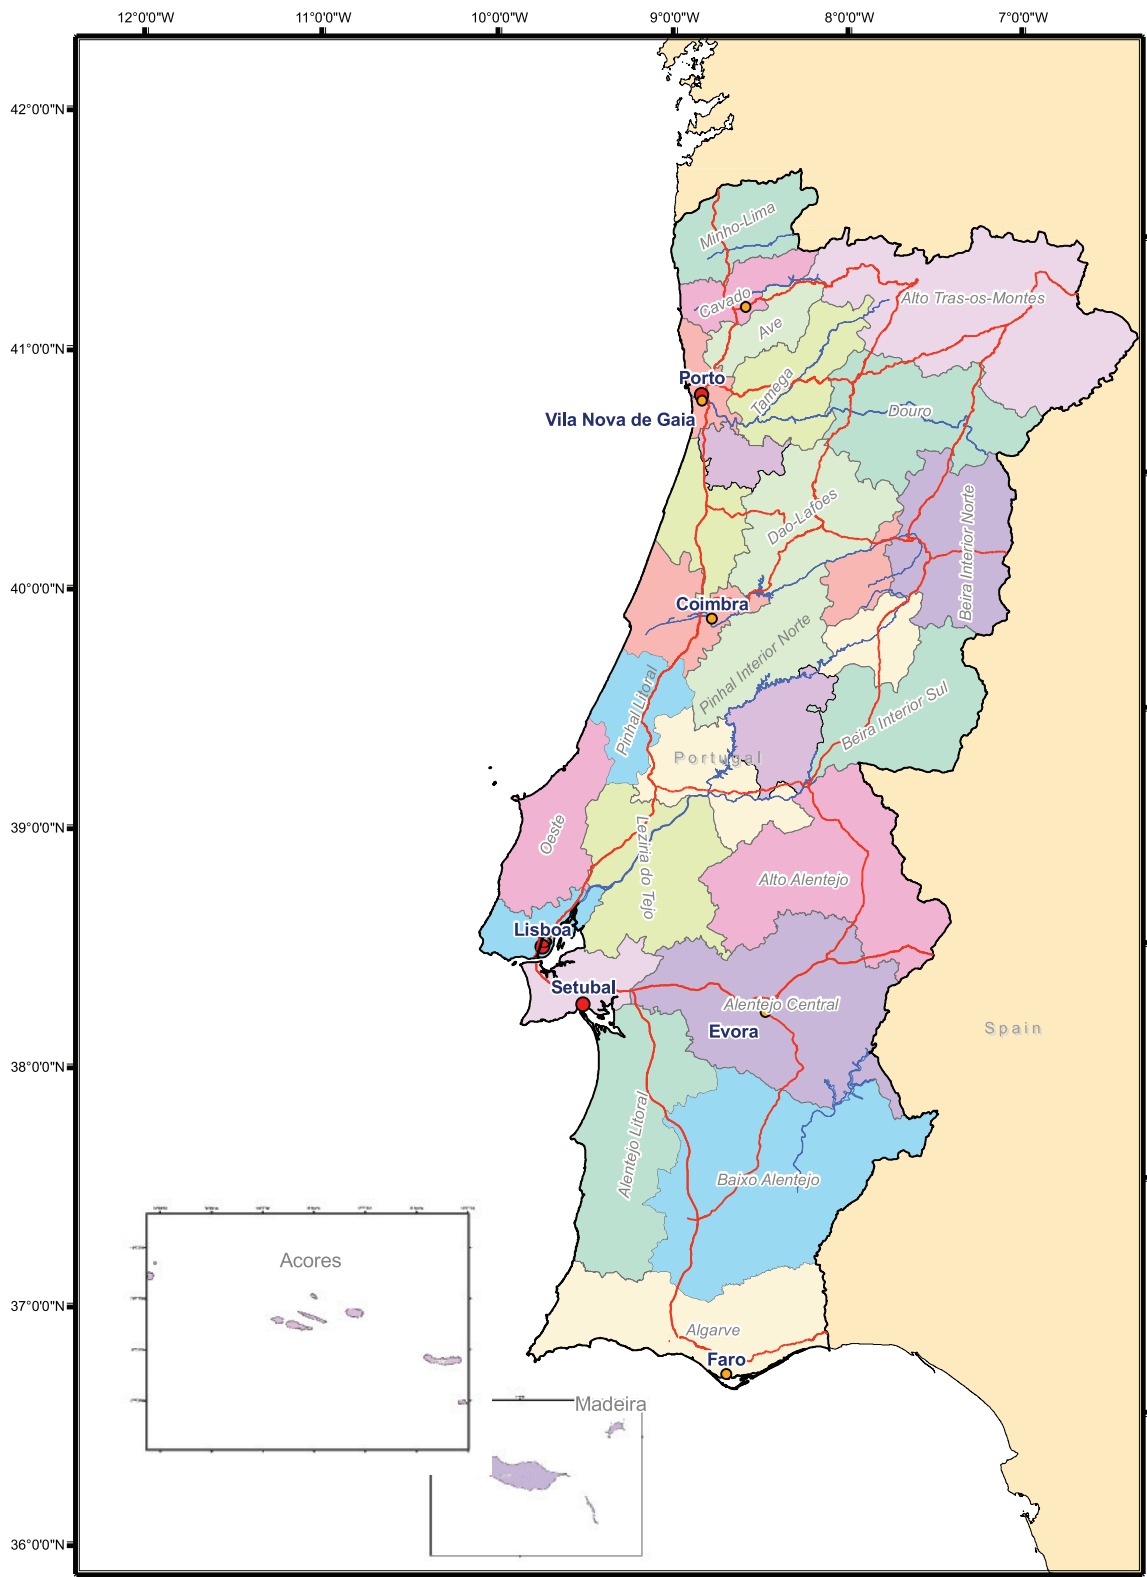 12°0'0"W
11°0'0"W
10°0'0"W
9°0'0"W
8°0'0"W
7°0'0"W
42°0'0"N
41°0'0"N
40°0'0"N
39°0'0"N
38°0'0"N
37°0'0"N
36°0'0"N
Minho-Lima
Cavado
Alto Tras-os-Montes
Ave
Porto
Tamega
Vila Nova de Gaia
Douro
Dao-Lafoes
Beira Interior Norte
Coimbra
Pinhal Interior Norte
Pinhal Litoral
Beira Interior Sul
Portugal
Oeste
Leziria do Tejo
Alto Alentejo
Lisboa
Setubal
Alentejo Central
Evora
Spain
Alentejo Litoral
Baixo Alentejo
Acores
Algarve
Faro
Madeira